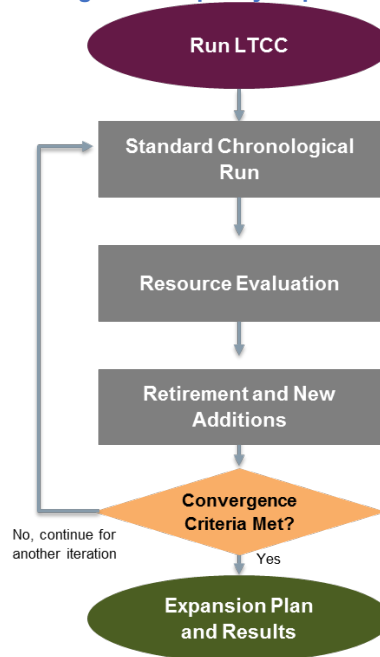 Run LTCC
Standard Chronological
Run
Resource Evaluation
Retirement and New
Additions
Convergence
Criteria Met?
No, continue for
another iteration
Yes
Expansion Plan
and Results